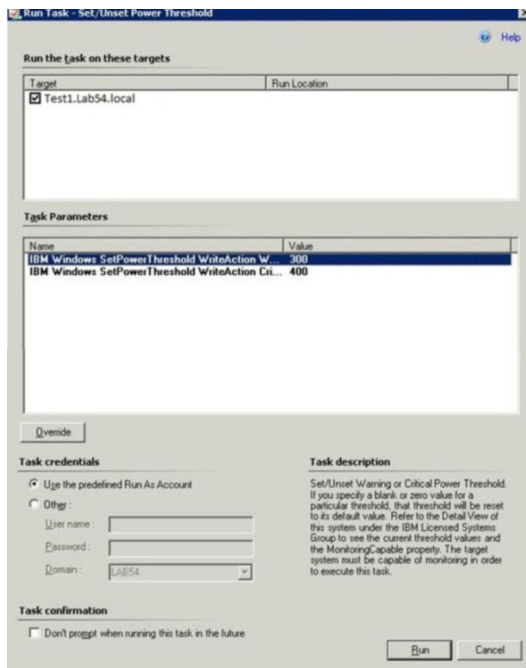 Run Task - Set/Unset Power Threshold
Help
Run the task on these targets
Target Run Location
Test1.Lab54.local
Task Parameters
Name Value
IBM Windows SetPowerThreshold WriteAction W... 300
IBM Windows SetPowerThreshold WriteAction Cri... 400
Override
Task credentials
Use the predefined Run As Account
Other:
User name :
Password :
Domain : LAB54
Task description
Set/Unset Warning or Critical Power Threshold.
If you specify a blank or zero value for a
particular threshold, that threshold will be reset
to its default value. Refer to the Detail View of
this system under the IBM Licensed Systems
Group to see the current threshold values and
the MonitoringCapable property. The target
system must be capable of monitoring in order
to execute this task.
Task confirmation
Don't prompt when running this task in the future
Run Cancel